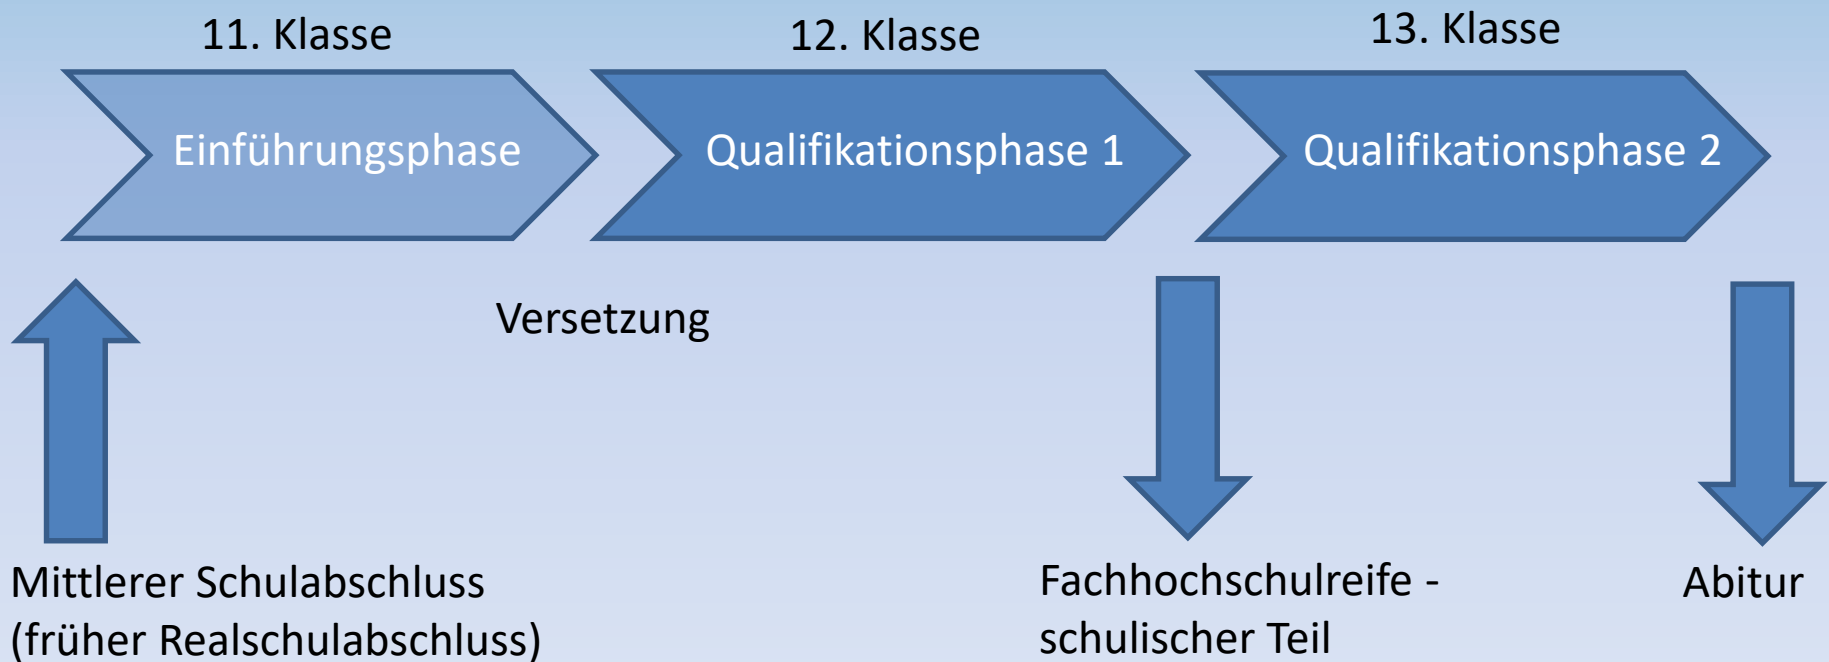 11. Klasse
12. Klasse
13. Klasse
Einführungsphase
Qualifikationsphase 1
Qualifikationsphase 2
Versetzung
Mittlerer Schulabschluss
(früher Realschulabschluss)
Fachhochschulreife -
schulischer Teil
Abitur